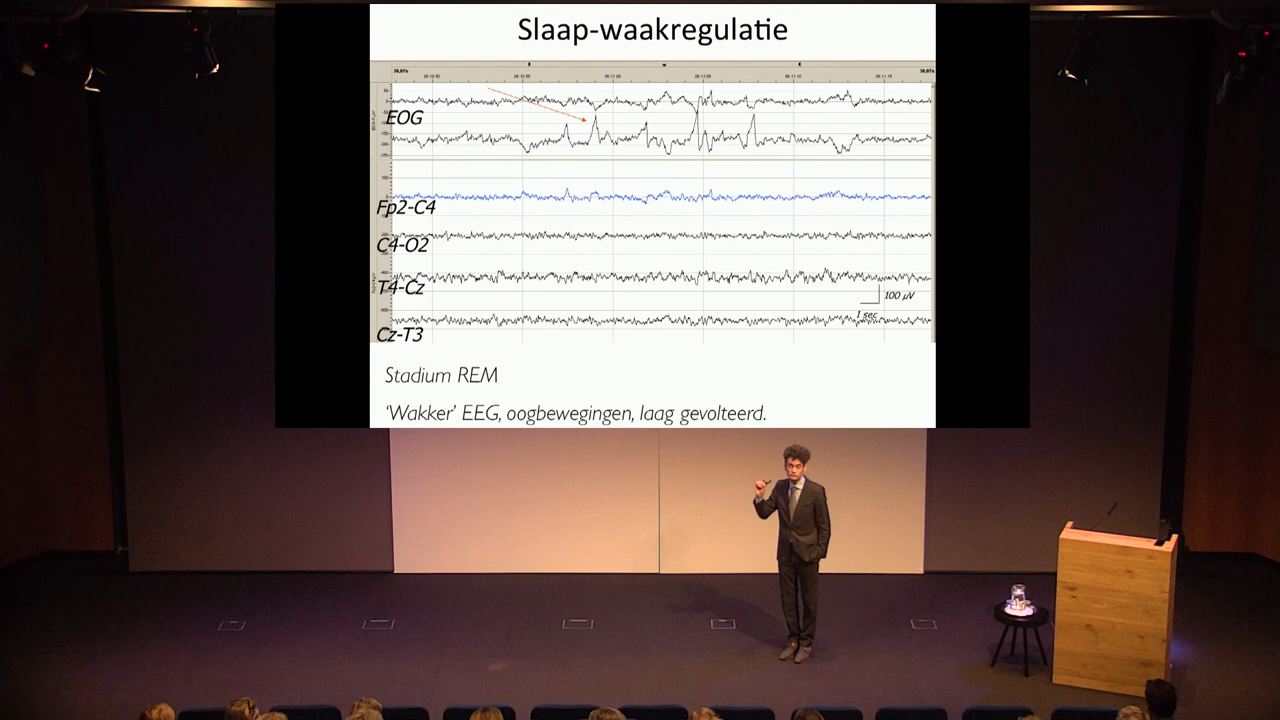 Slaap-waakregulatie
EOG
Fp2-C4
C4-O2
T4-Cz
100 µV
1 sec
Cz-T3
Stadium REM
‘Wakker’ EEG, oogbewegingen, laag gevolteerd.